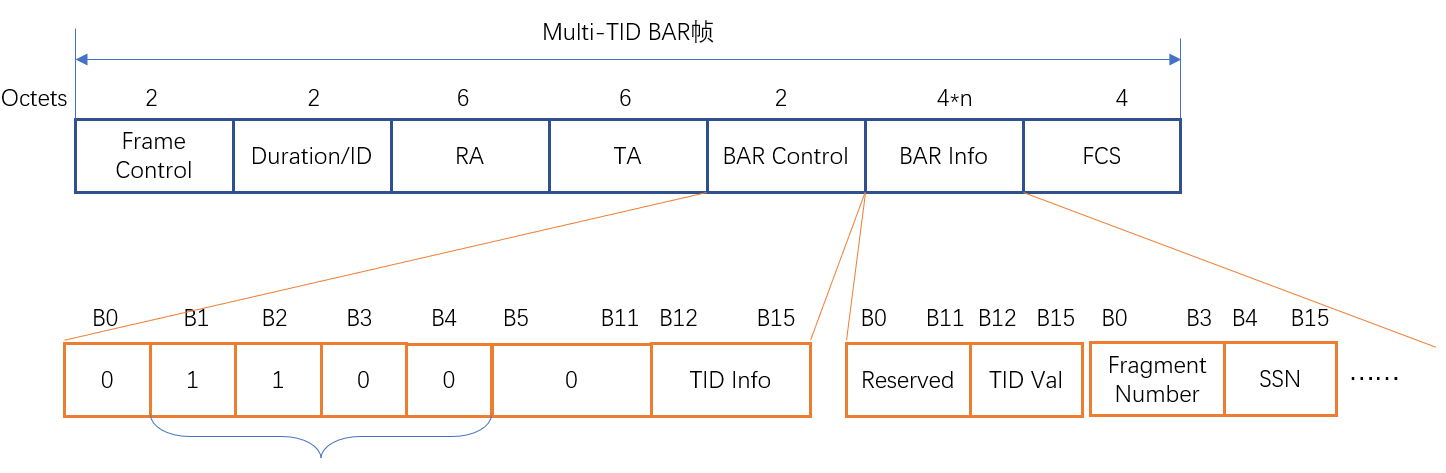 Multi-TID BAR帧
Octets 2 2 6 6 2 4*n 4
Frame Control Duration/ID RA TA BAR Control BAR Info FCS
B0 B1 B2 B3 B4 B5 B11 B12 B15 B0 B11 B12 B15 B0 B3 B4 B15
0 1 1 0 0 0 TID Info Reserved TID Val Fragment Number SSN ……